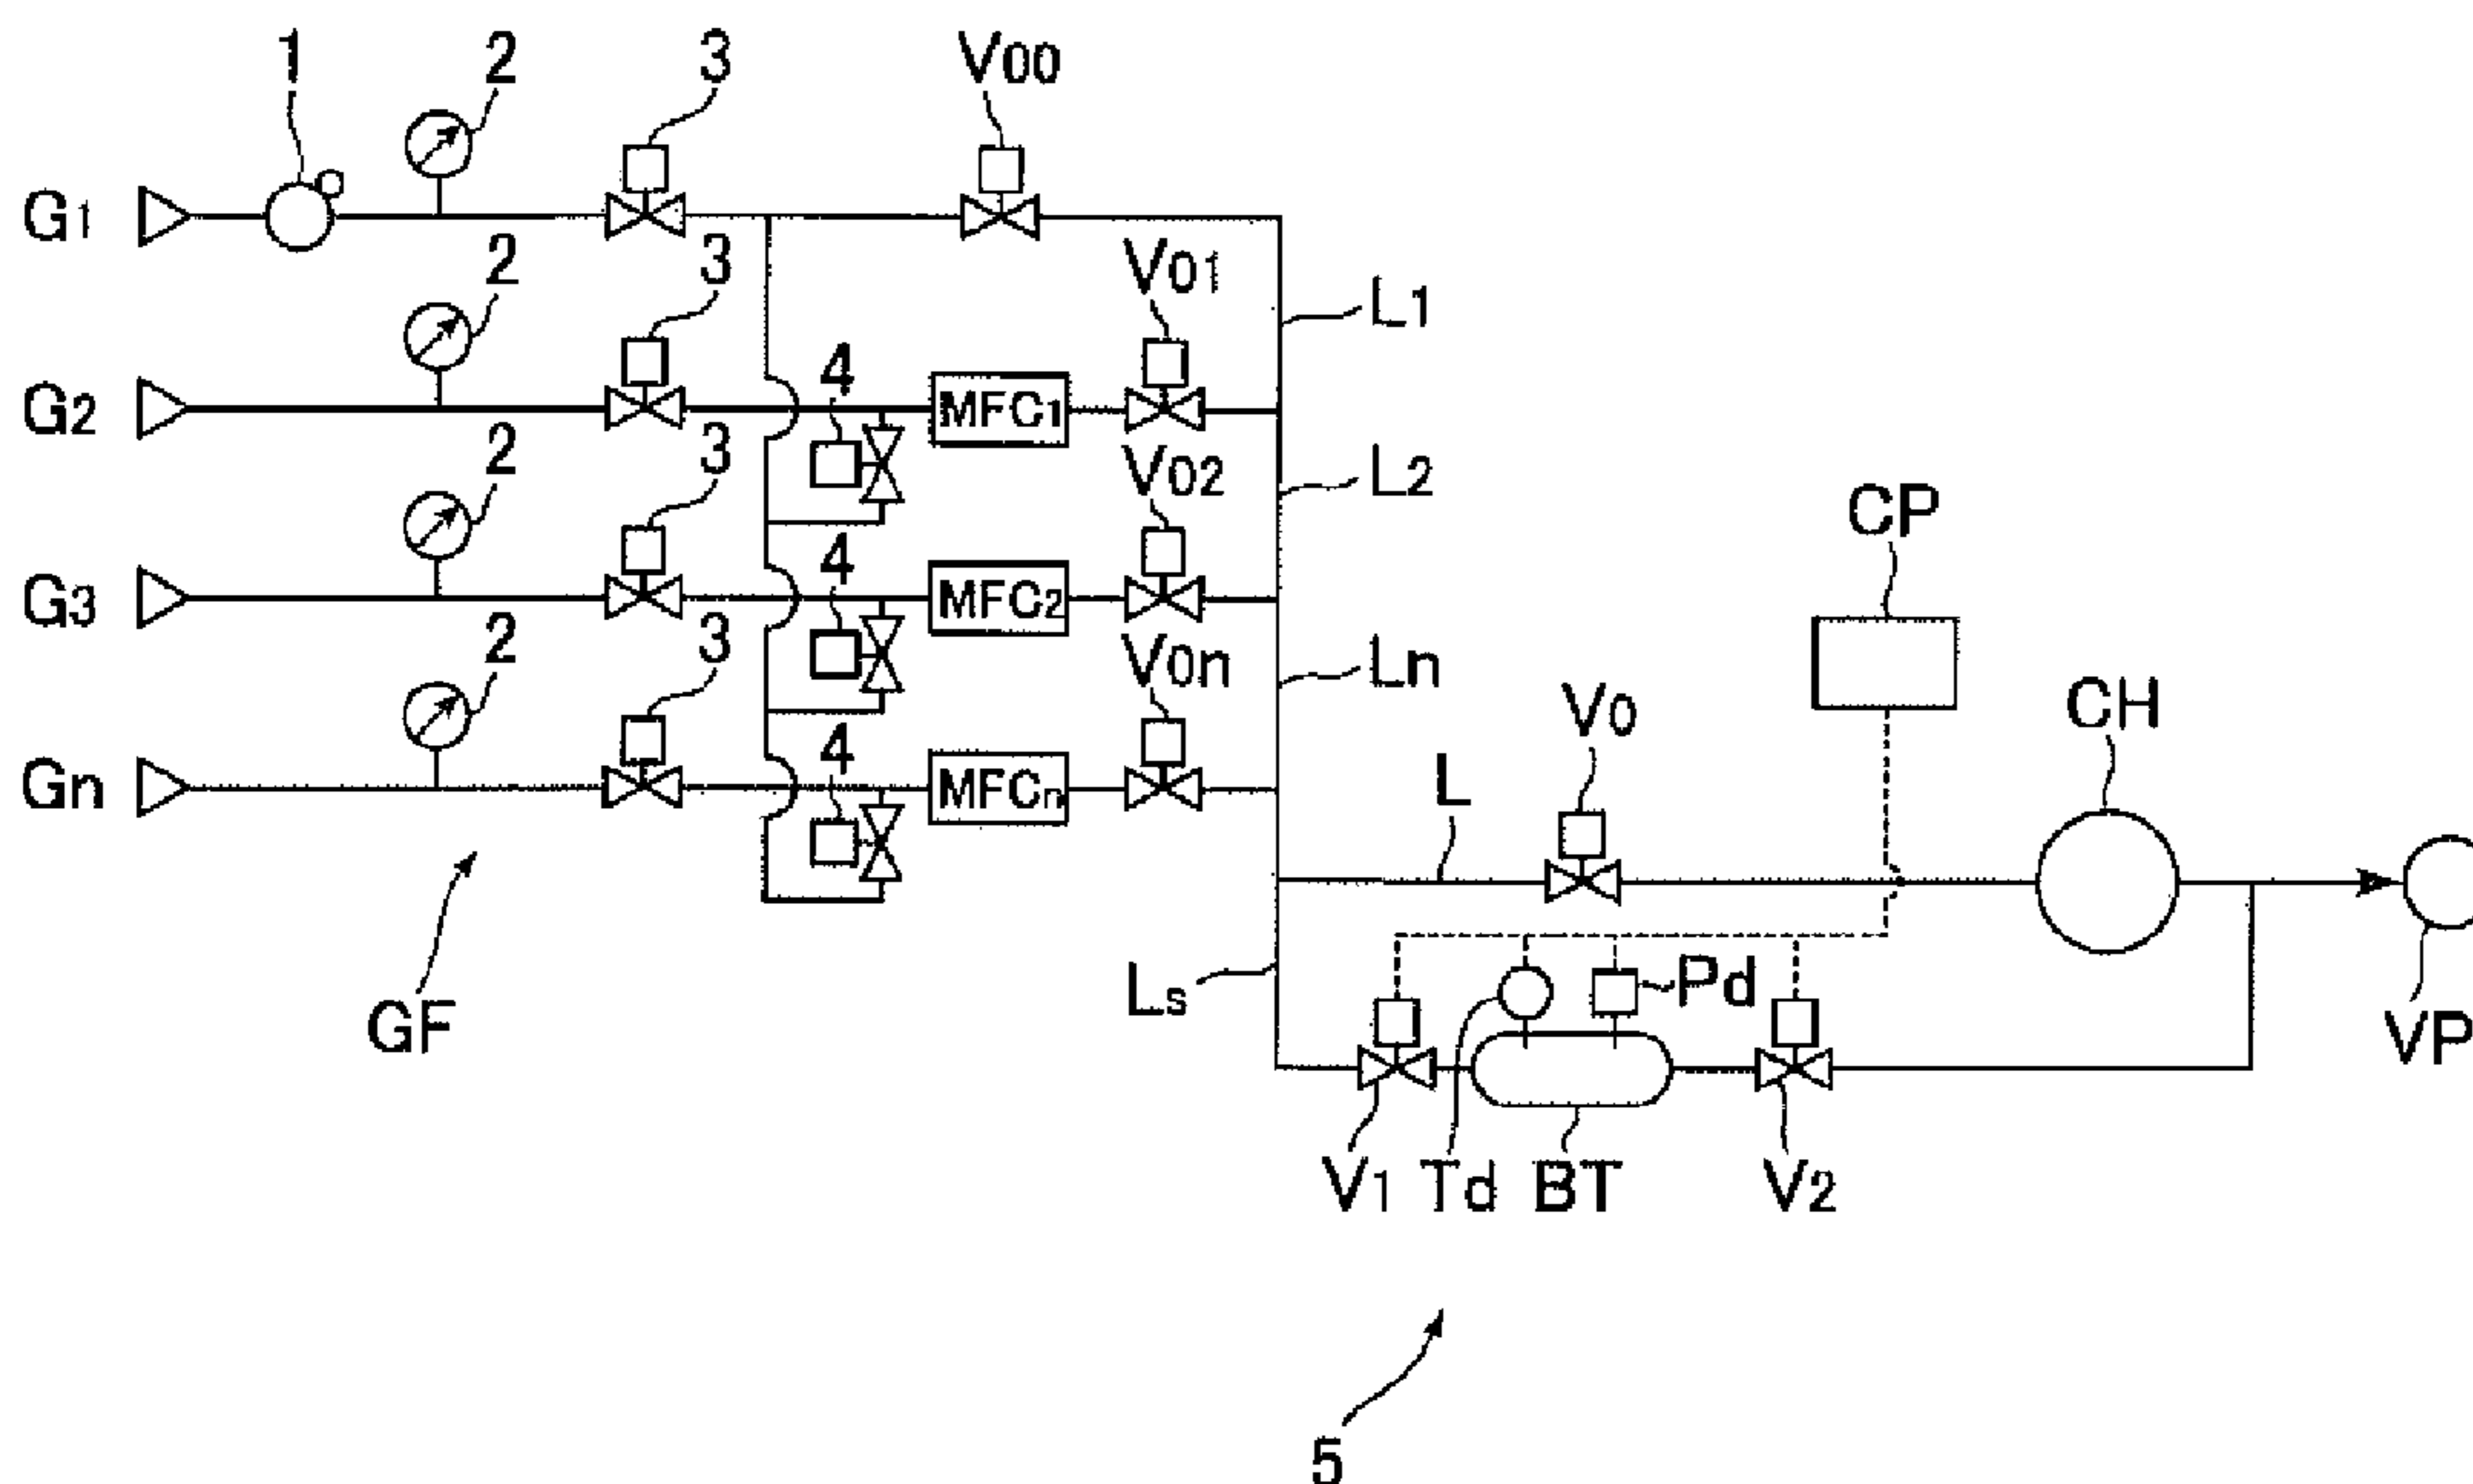 1 2 3 V00
G1
2 3 V01
L1
G2 4 MFC1
2 3 V02 L2
CP
G3 4 MFC2
2 3 V0n Ln
V0 CH
Gn 4 MFCn L
GF Ls Pd VP
V1 Td BT V2
5